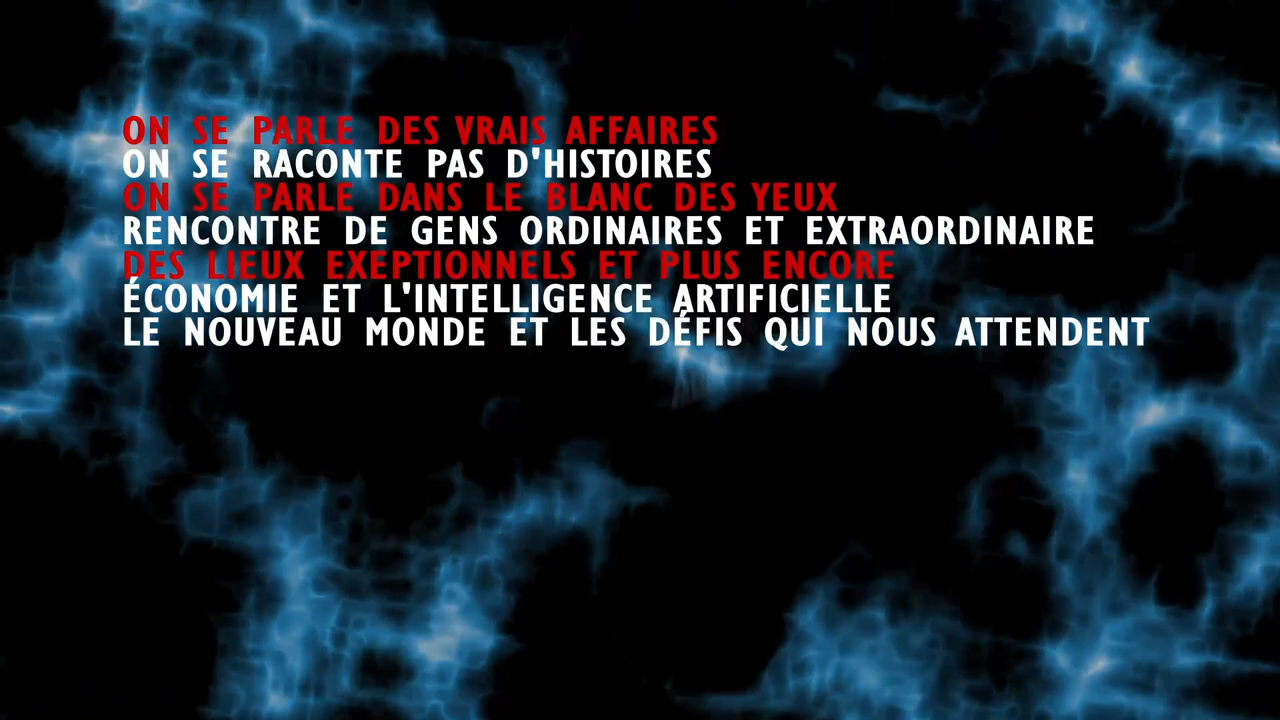 ON SE PARLE DES VRAIS AFFAIRES
ON SE RACONTE PAS D'HISTOIRES
ON SE PARLE DANS LE BLANC DES YEUX
RENCONTRE DE GENS ORDINAIRES ET EXTRAORDINAIRE
DES LIEUX EXEPTIONNELS ET PLUS ENCORE
ÉCONOMIE ET L'INTELLIGENCE ARTIFICIELLE
LE NOUVEAU MONDE ET LES DÉFIS QUI NOUS ATTENDENT